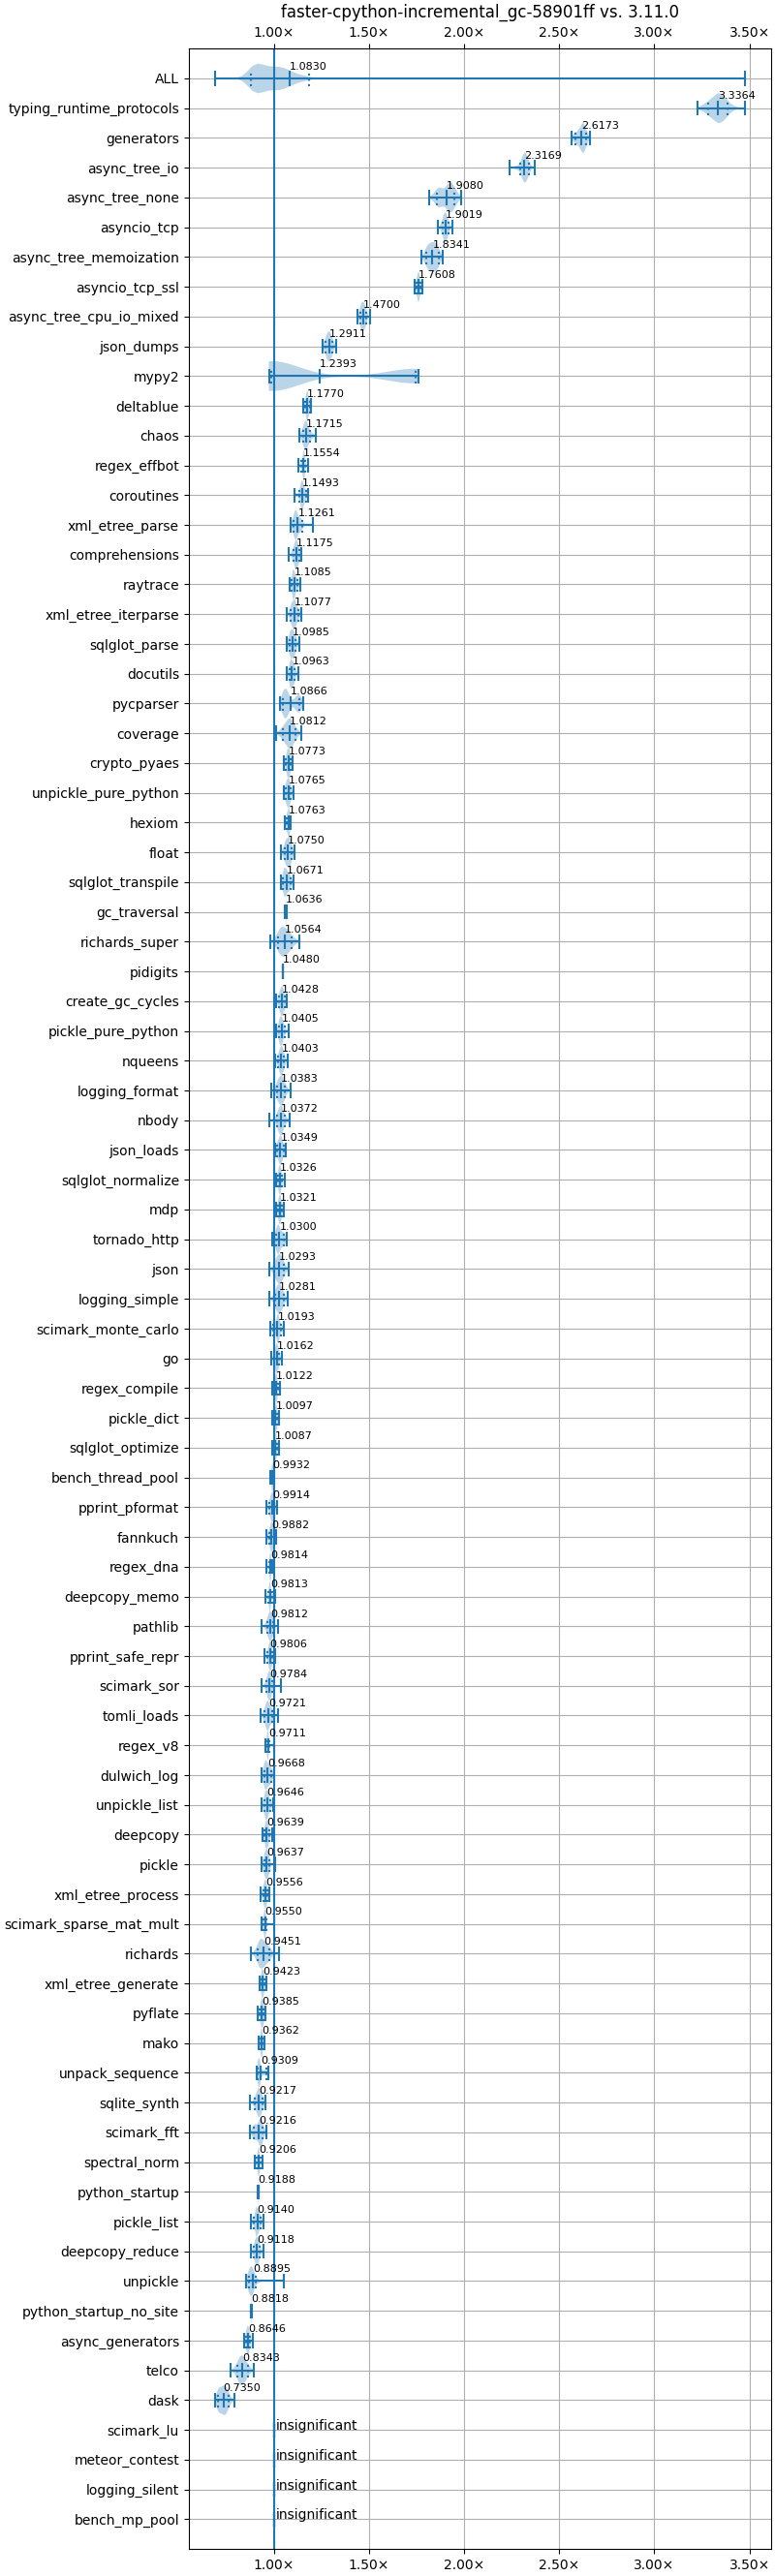 faster-cpython-incremental_gc-58901ff vs. 3.11.0
1.00× 1.50× 2.00× 2.50× 3.00× 3.50×
ALL 1.0830
typing_runtime_protocols 3.3364
generators 2.6173
async_tree_io 2.3169
async_tree_none 1.9080
asyncio_tcp 1.9019
async_tree_memoization 1.8341
asyncio_tcp_ssl 1.7608
async_tree_cpu_io_mixed 1.4700
json_dumps 1.2911
mypy2 1.2393
deltablue 1.1770
chaos 1.1715
regex_effbot 1.1554
coroutines 1.1493
xml_etree_parse 1.1261
comprehensions 1.1175
raytrace 1.1085
xml_etree_iterparse 1.1077
sqlglot_parse 1.0985
docutils 1.0963
pycparser 1.0866
coverage 1.0812
crypto_pyaes 1.0773
unpickle_pure_python 1.0765
hexiom 1.0763
float 1.0750
sqlglot_transpile 1.0671
gc_traversal 1.0636
richards_super 1.0564
pidigits 1.0480
create_gc_cycles 1.0428
pickle_pure_python 1.0405
nqueens 1.0403
logging_format 1.0383
nbody 1.0372
json_loads 1.0349
sqlglot_normalize 1.0326
mdp 1.0321
tornado_http 1.0300
json 1.0293
logging_simple 1.0281
scimark_monte_carlo 1.0193
go 1.0162
regex_compile 1.0122
pickle_dict 1.0097
sqlglot_optimize 1.0087
bench_thread_pool 0.9932
pprint_pformat 0.9914
fannkuch 0.9882
regex_dna 0.9814
deepcopy_memo 0.9813
pathlib 0.9812
pprint_safe_repr 0.9806
scimark_sor 0.9784
tomli_loads 0.9721
regex_v8 0.9711
dulwich_log 0.9668
unpickle_list 0.9646
deepcopy 0.9639
pickle 0.9637
xml_etree_process 0.9556
scimark_sparse_mat_mult 0.9550
richards 0.9451
xml_etree_generate 0.9423
pyflate 0.9385
mako 0.9362
unpack_sequence 0.9309
sqlite_synth 0.9217
scimark_fft 0.9216
spectral_norm 0.9206
python_startup 0.9188
pickle_list 0.9140
deepcopy_reduce 0.9118
unpickle 0.8895
python_startup_no_site 0.8818
async_generators 0.8646
telco 0.8343
dask 0.7350
scimark_lu insignificant
meteor_contest insignificant
logging_silent insignificant
bench_mp_pool insignificant
1.00× 1.50× 2.00× 2.50× 3.00× 3.50×